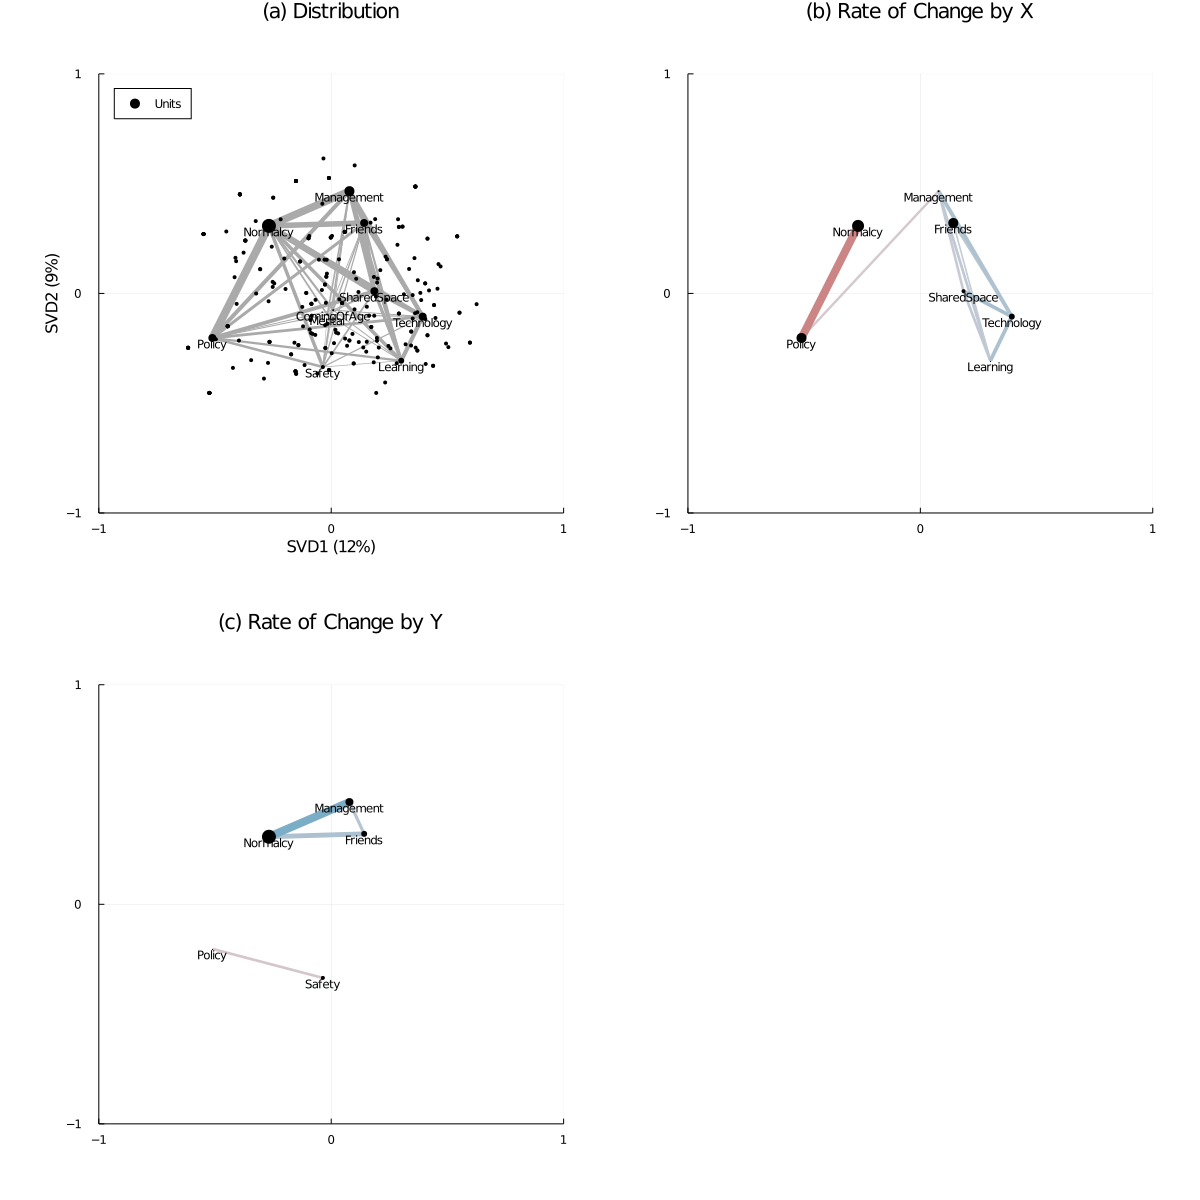 (a) Distribution
1
0
−1
−1
0
1
SVD2 (9%)
SVD1 (12%)
Units
Management
Normalcy
Friends
SharedSpace
ComingOfAge
Mental
Technology
Policy
Learning
Safety
(b) Rate of Change by X
1
0
−1
−1
0
1
Management
Normalcy
Friends
SharedSpace
Technology
Policy
Learning
(c) Rate of Change by Y
1
0
−1
−1
0
1
Management
Normalcy
Friends
Policy
Safety